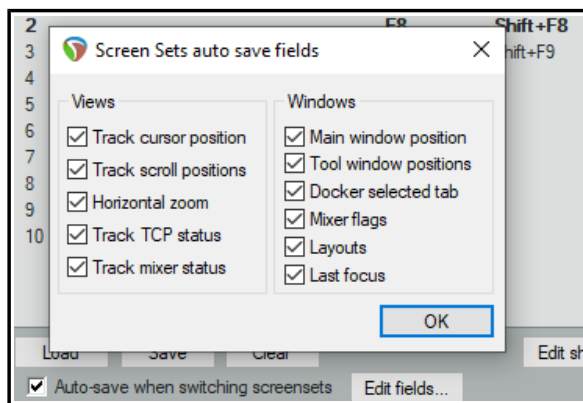 2 F8 Shift+F8
Screen Sets auto save fields
3 hift+F9
4
5
6
7
8
9
10
Views
Track cursor position
Track scroll positions
Horizontal zoom
Track TCP status
Track mixer status
Windows
Main window position
Tool window positions
Docker selected tab
Mixer flags
Layouts
Last focus
OK
Load Save Clear Edit sh
Auto-save when switching screensets Edit fields...